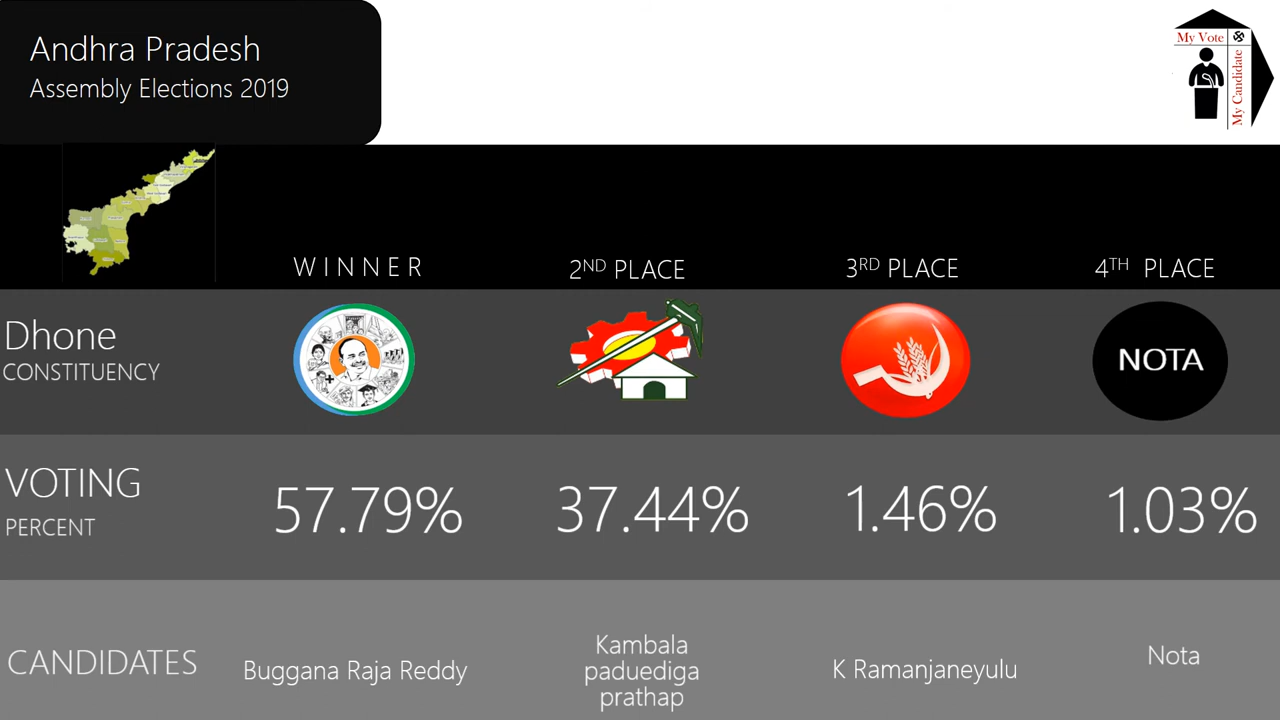 Andhra Pradesh
Assembly Elections 2019
My Vote
My Candidate
WINNER
2ND PLACE
3RD PLACE
4TH PLACE
Dhone
CONSTITUENCY
NOTA
VOTING
PERCENT
57.79%
37.44%
1.46%
1.03%
CANDIDATES
Buggana Raja Reddy
Kambala
paduediga
prathap
K Ramanjaneyulu
Nota